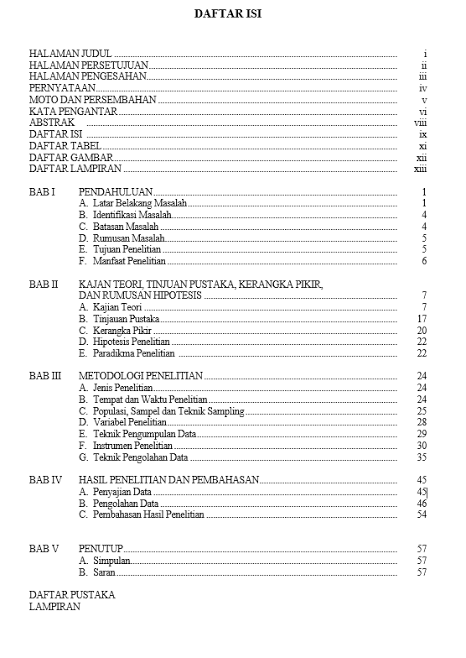 DAFTAR ISI
HALAMAN JUDUL ........ i
HALAMAN PERSETUJUAN ........ ii
HALAMAN PENGESAHAN ........ iii
PERNYATAAN ........ iv
MOTO DAN PERSEMBAHAN ........ v
KATA PENGANTAR ........ vi
ABSTRAK ........ viii
DAFTAR ISI ........ ix
DAFTAR TABEL ........ xi
DAFTAR GAMBAR ........ xii
DAFTAR LAMPIRAN ........ xiii
BAB I PENDAHULUAN ........ 1
A. Latar Belakang Masalah ........ 1
B. Identifikasi Masalah ........ 4
C. Batasan Masalah ........ 4
D. Rumusan Masalah ........ 5
E. Tujuan Penelitian ........ 5
F. Manfaat Penelitian ........ 6
BAB II KAJAN TEORI, TINJUAN PUSTAKA, KERANGKA PIKIR,
DAN RUMUSAN HIPOTESIS ........ 7
A. Kajian Teori ........ 7
B. Tinjauan Pustaka ........ 17
C. Kerangka Pikir ........ 20
D. Hipotesis Penelitian ........ 22
E. Paradikma Penelitian ........ 22
BAB III METODOLOGI PENELITIAN ........ 24
A. Jenis Penelitian ........ 24
B. Tempat dan Waktu Penelitian ........ 24
C. Populasi, Sampel dan Teknik Sampling ........ 25
D. Variabel Penelitian ........ 28
E. Teknik Pengumpulan Data ........ 29
F. Instrumen Penelitian ........ 30
G. Teknik Pengolahan Data ........ 35
BAB IV HASIL PENELITIAN DAN PEMBAHASAN ........ 45
A. Penyajian Data ........ 45
B. Pengolahan Data ........ 46
C. Pembahasan Hasil Penelitian ........ 54
BAB V PENUTUP ........ 57
A. Simpulan ........ 57
B. Saran ........ 57
DAFTAR PUSTAKA
LAMPIRAN